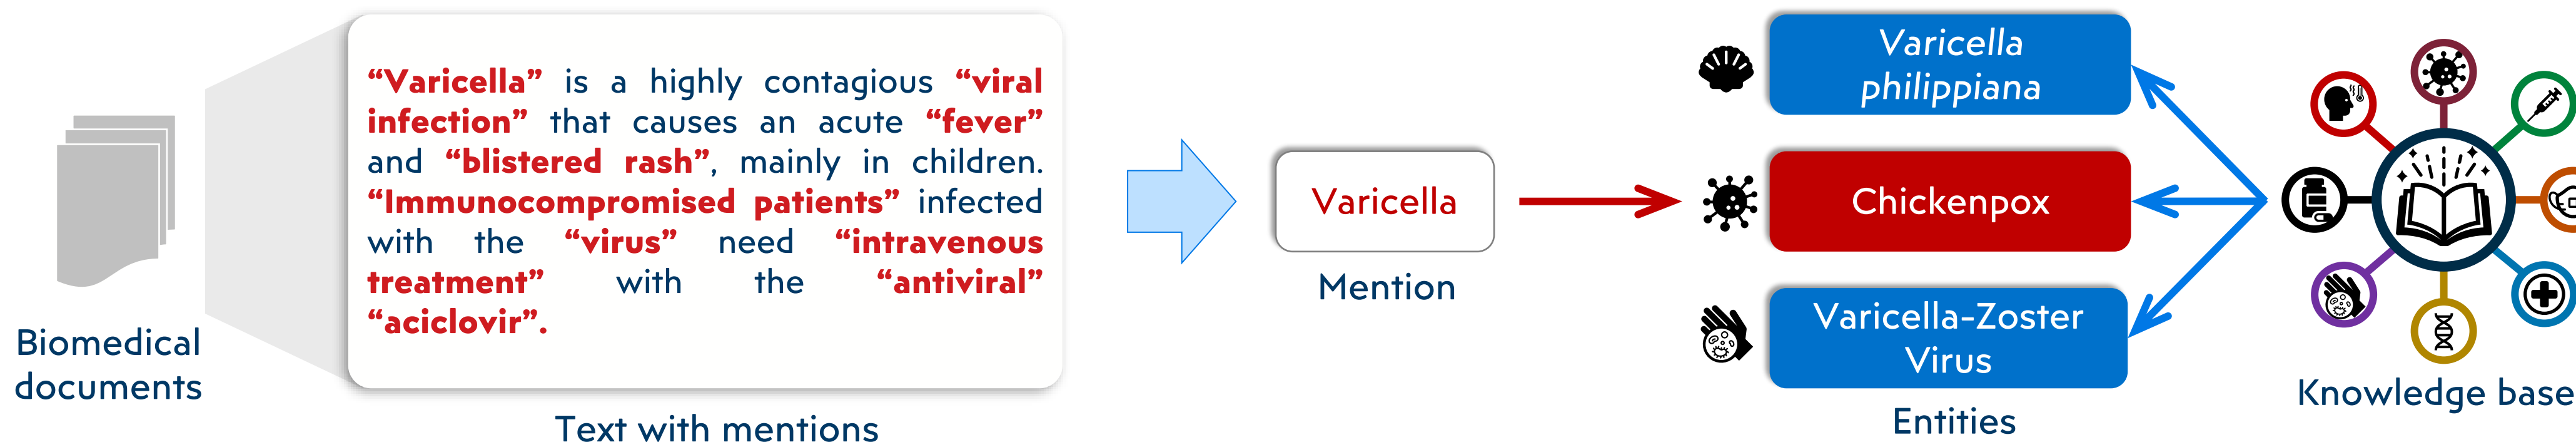 Biomedical
documents
“Varicella” is a highly contagious “viral
infection” that causes an acute “fever”
and “blistered rash”, mainly in children.
“Immunocompromised patients” infected
with the “virus” need “intravenous
treatment” with the “antiviral”
“aciclovir”.
Text with mentions
Varicella
Mention
Varicella
philippiana
Chickenpox
Varicella-Zoster
Virus
Entities
Knowledge base